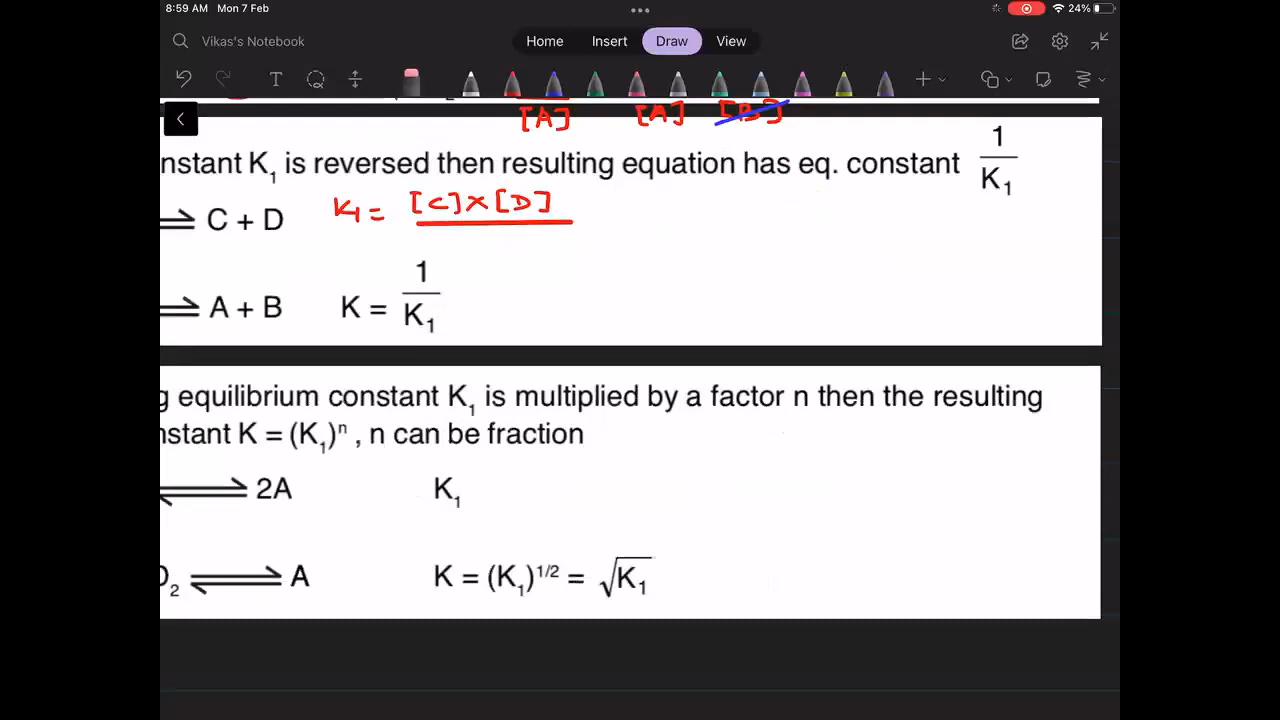 8:59 AM Mon 7 Feb
24%
Vikas's Notebook
Home Insert Draw View
[A] [A] [B]
nstant K₁ is reversed then resulting equation has eq. constant 1/K₁
⇌ C + D K₁ = [C]×[D]
⇌ A + B K = 1/K₁
g equilibrium constant K₁ is multiplied by a factor n then the resulting
nstant K = (K₁)ⁿ , n can be fraction
⇌ 2A K₁
O₂ ⇌ A K = (K₁)^1/2 = √K₁